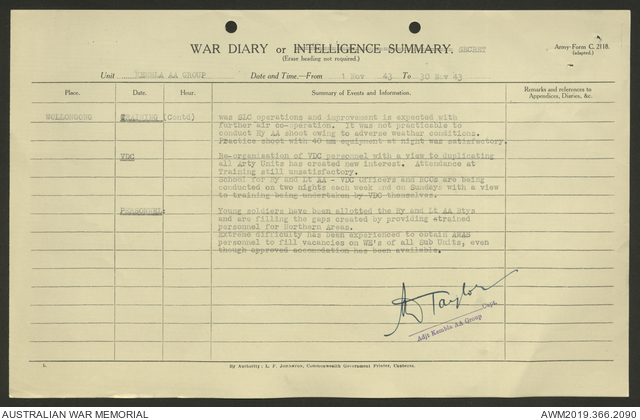 WAR DIARY or INTELLIGENCE SUMMARY. SECRET
(Erase heading not required.)
Army Form C. 2118.
(adapted.)
Unit KEMBLA AA GROUP Date and Time.—From 1 Nov 43 To 30 Nov 43
Place. Date. Hour. Summary of Events and Information. Remarks and references to Appendices, Diaries, &c.
WOLLONGONG TRAINING (Contd) was SLC operations and improvement is expected with
further air co-operation. It was not practicable to
conduct Hy AA shoot owing to adverse weather conditions.
Practice shoot with 40 mm equipment at night was satisfactory.
VDC Re-organisation of VDC personnel with a view to duplicating
all Arty Units has created new interest. Attendance at
Training still unsatisfactory.
School for Hy and Lt AA - VDC Officers and NCOs are being
conducted on two nights each week and on Sundays with a view
to training being undertaken by VDC themselves.
PERSONNEL: Young soldiers have been allotted the Hy and Lt AA Btys
and are filling the gaps created by providing trained
personnel for Northern Areas.
Extreme difficulty has been experienced to obtain AWAS
personnel to fill vacancies on WE's of all Sub Units, even
though approved accomodation has been available.
Taylor
Capt.
Adjt Kembla AA Group
By Authority: L. F. Johnston, Commonwealth Government Printer, Canberra.
AUSTRALIAN WAR MEMORIAL AWM2019.366.2090